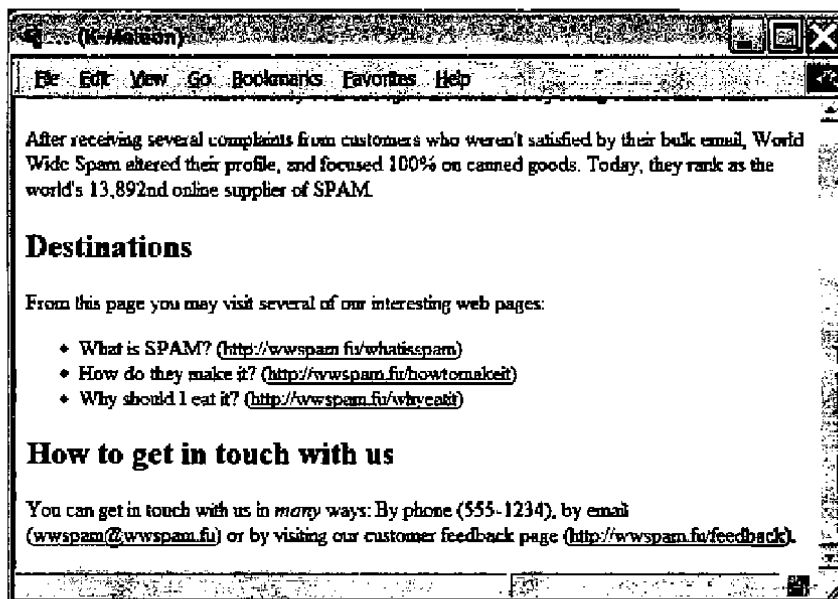 (K-Meleon)
File Edit View Go Bookmarks Favorites Help
After receiving several complaints from customers who weren't satisfied by their bulk email, World
Wide Spam altered their profile, and focused 100% on canned goods. Today, they rank as the
world's 13,892nd online supplier of SPAM.
Destinations
From this page you may visit several of our interesting web pages:
• What is SPAM? (http://wwspam.fu/whatisspam)
• How do they make it? (http://wwspam.fu/howtomakeit)
• Why should I eat it? (http://wwspam.fu/whyeatit)
How to get in touch with us
You can get in touch with us in many ways: By phone (555-1234), by email
(wwspam@wwspam.fu) or by visiting our customer feedback page (http://wwspam.fu/feedback).